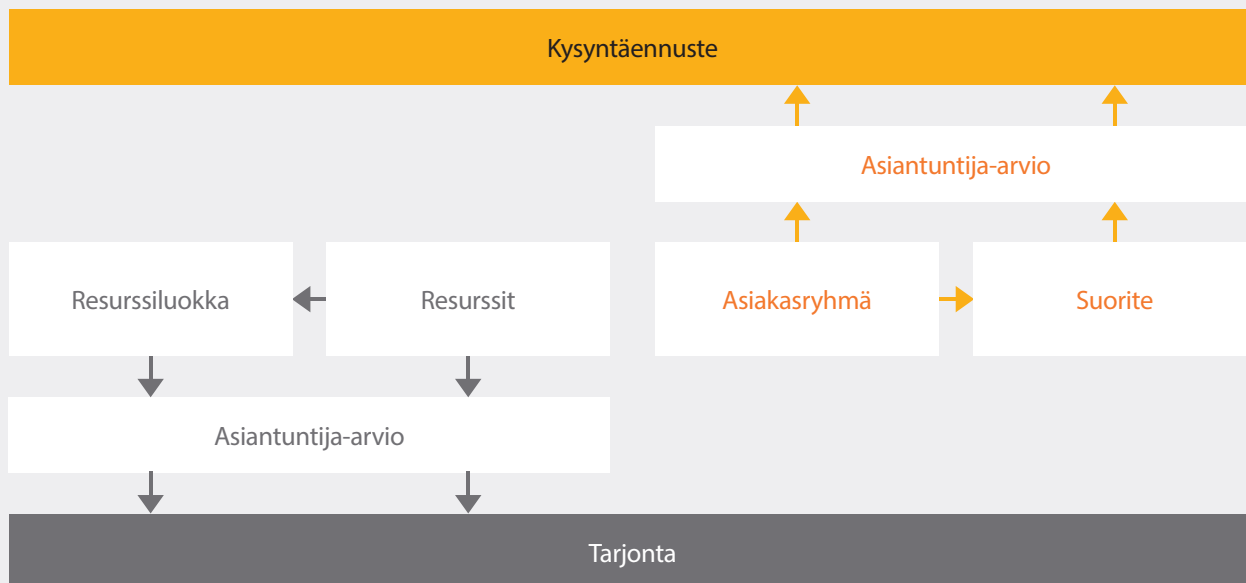 Kysyntäennuste
Asiantuntija-arvio
Resurssiluokka
Resurssit
Asiakasryhmä
Suorite
Asiantuntija-arvio
Tarjonta